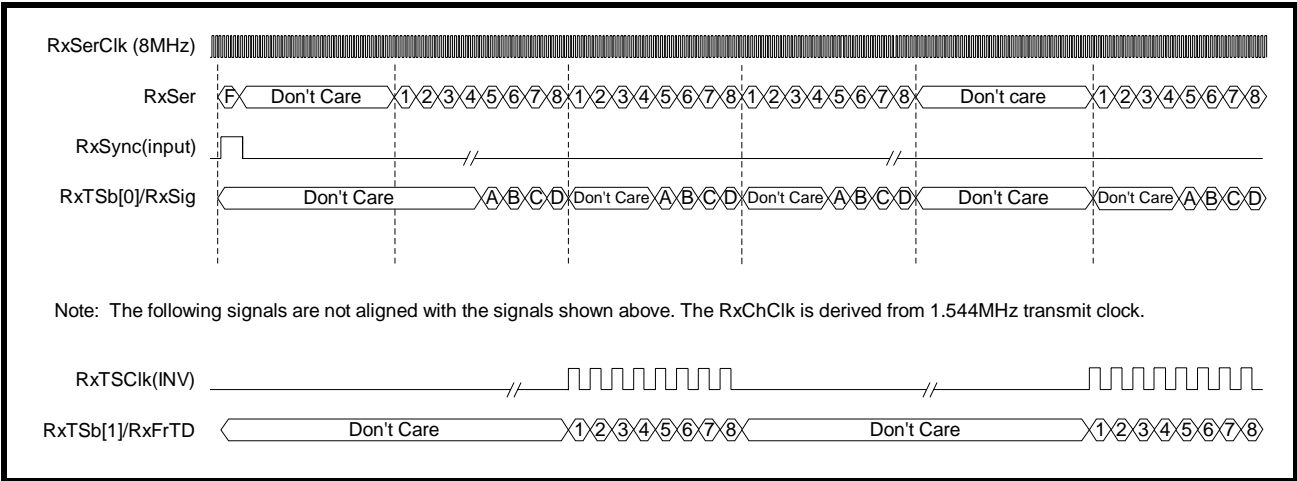 RxSerClk (8MHz)
RxSer F Don't Care 1 2 3 4 5 6 7 8 1 2 3 4 5 6 7 8 1 2 3 4 5 6 7 8 Don't care 1 2 3 4 5 6 7 8
RxSync(input)
RxTSb[0]/RxSig Don't Care A B C D Don't Care A B C D Don't Care A B C D Don't Care Don't Care A B C D
Note: The following signals are not aligned with the signals shown above. The RxChClk is derived from 1.544MHz transmit clock.
RxTSClk(INV)
RxTSb[1]/RxFrTD Don't Care 1 2 3 4 5 6 7 8 Don't Care 1 2 3 4 5 6 7 8